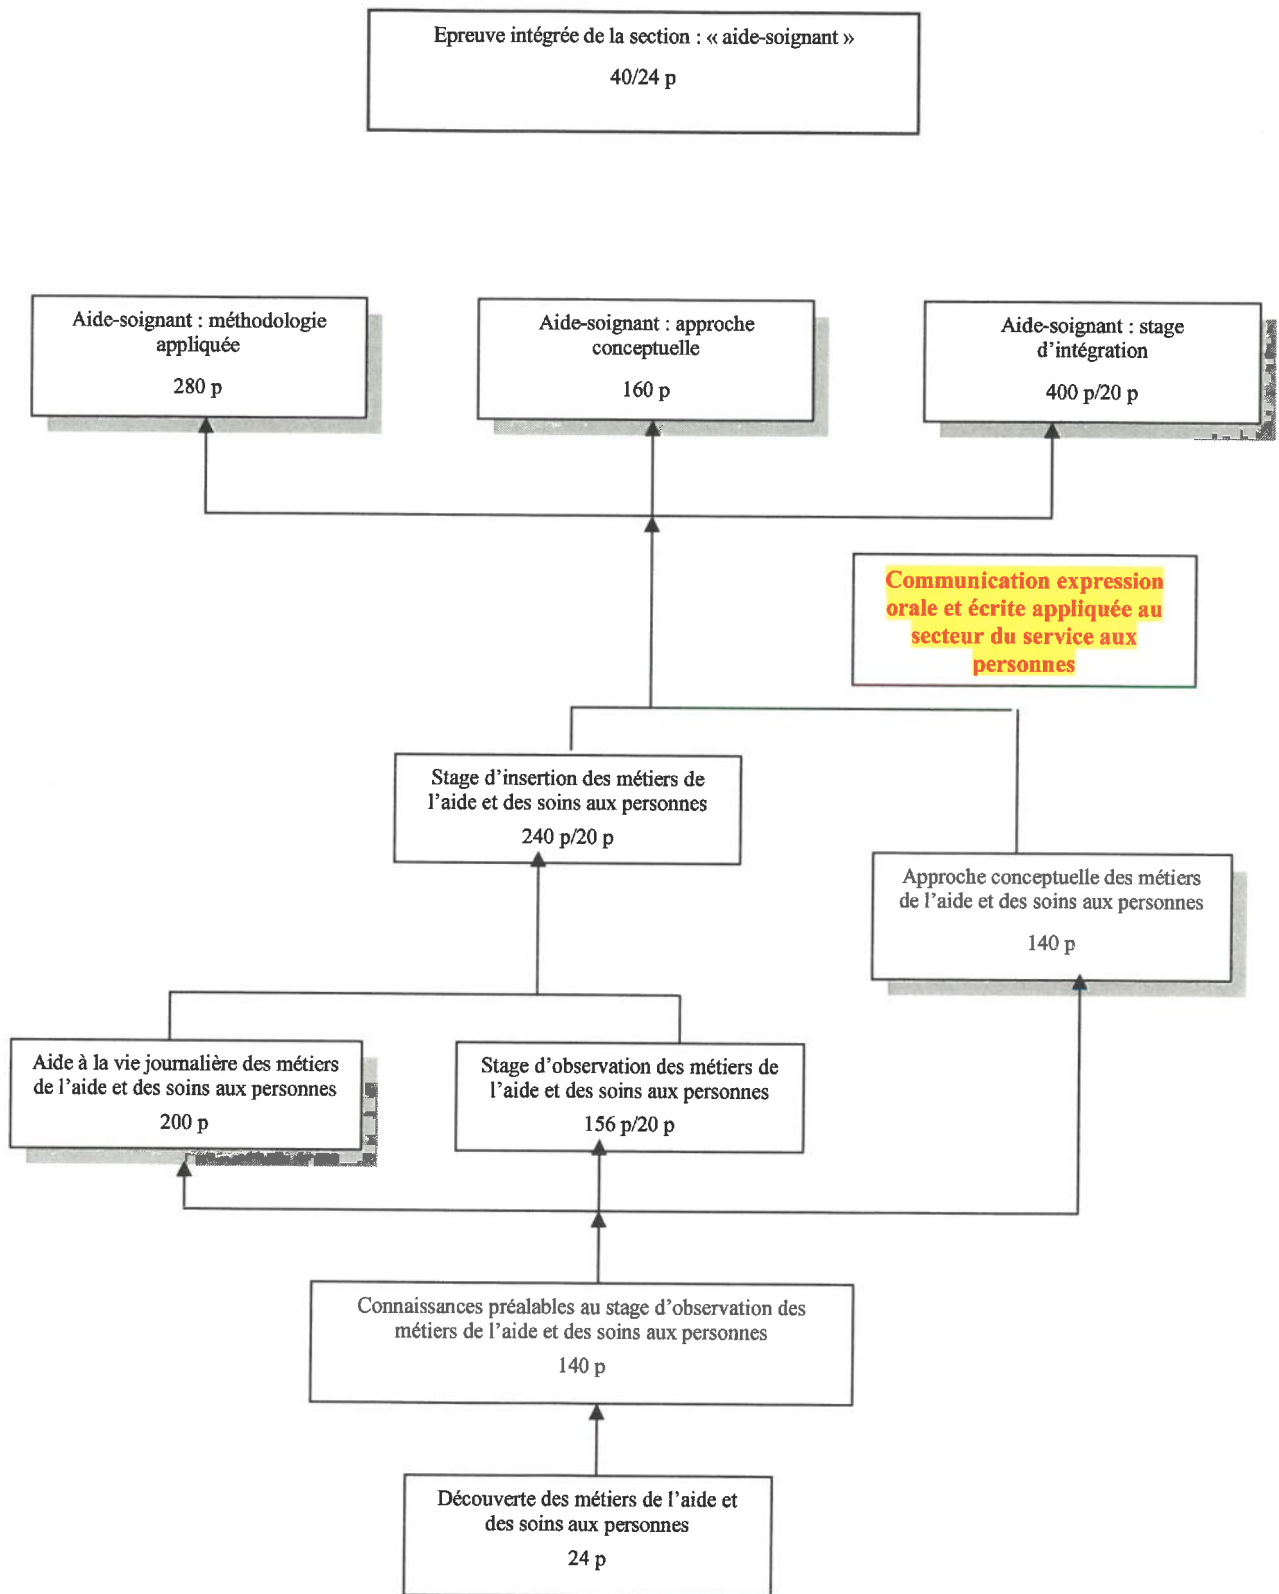 Epreuve intégrée de la section : « aide-soignant »
40/24 p
Aide-soignant : méthodologie
appliquée
280 p
Aide-soignant : approche
conceptuelle
160 p
Aide-soignant : stage
d’intégration
400 p/20 p
Communication expression
orale et écrite appliquée au
secteur du service aux
personnes
Stage d’insertion des métiers de
l’aide et des soins aux personnes
240 p/20 p
Approche conceptuelle des métiers
de l’aide et des soins aux personnes
140 p
Aide à la vie journalière des métiers
de l’aide et des soins aux personnes
200 p
Stage d’observation des métiers de
l’aide et des soins aux personnes
156 p/20 p
Connaissances préalables au stage d’observation des
métiers de l’aide et des soins aux personnes
140 p
Découverte des métiers de l’aide et
des soins aux personnes
24 p